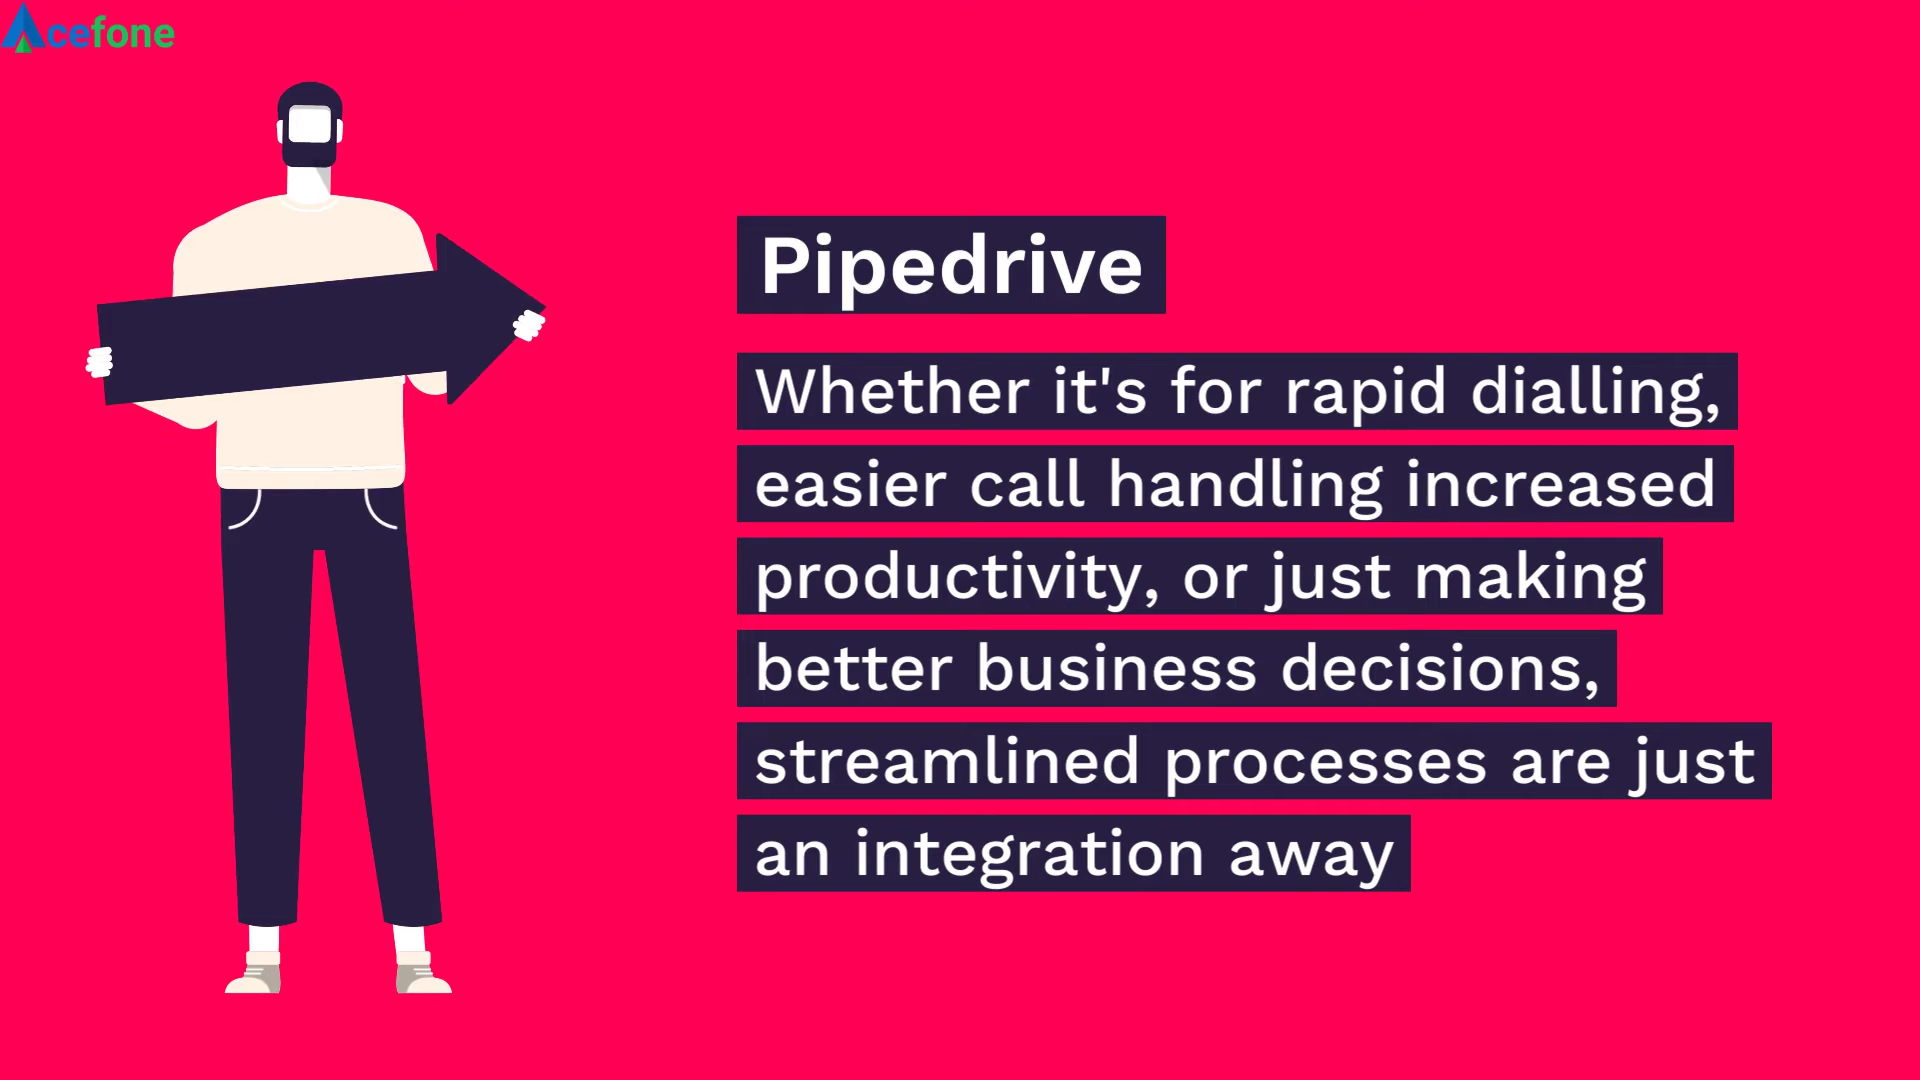 Acefone
Pipedrive
Whether it's for rapid dialling,
easier call handling increased
productivity, or just making
better business decisions,
streamlined processes are just
an integration away